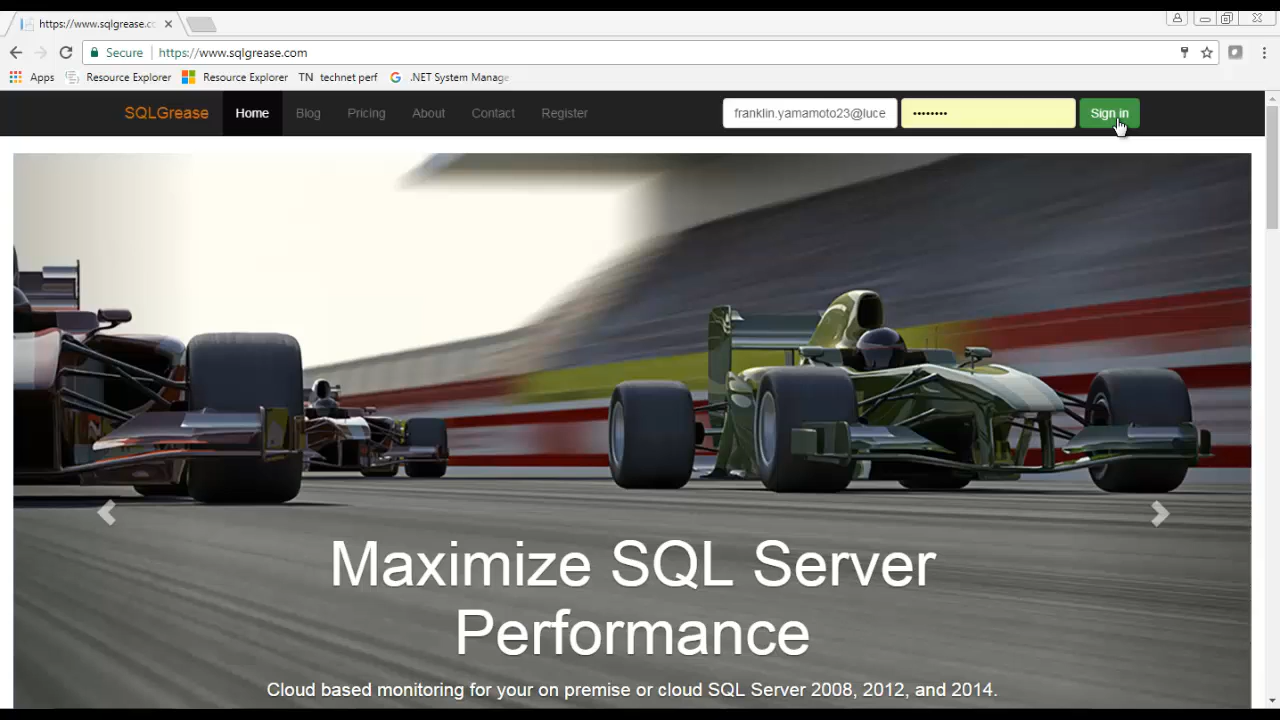 https://www.sqlgrease.c
Secure https://www.sqlgrease.com
Apps Resource Explorer Resource Explorer TN technet perf G .NET System Manage
SQLGrease Home Blog Pricing About Contact Register franklin.yamamoto23@luce •••••••• Sign in
Maximize SQL Server
Performance
Cloud based monitoring for your on premise or cloud SQL Server 2008, 2012, and 2014.